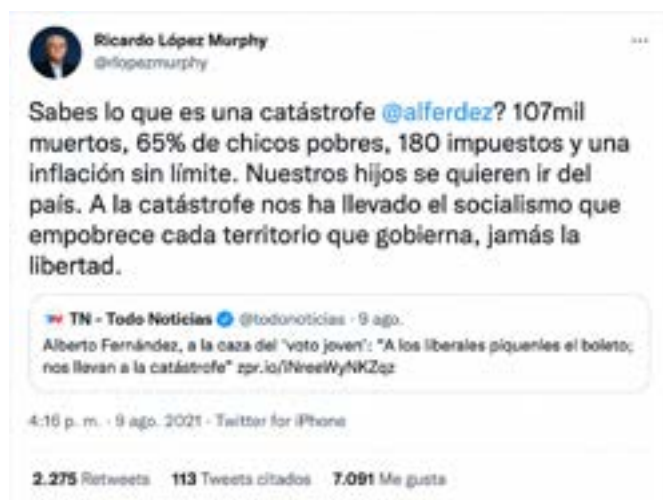 Ricardo López Murphy
@rlopezmurphy
Sabes lo que es una catástrofe @alferdez? 107mil
muertos, 65% de chicos pobres, 180 impuestos y una
inflación sin límite. Nuestros hijos se quieren ir del
país. A la catástrofe nos ha llevado el socialismo que
empobrece cada territorio que gobierna, jamás la
libertad.
TN - Todo Noticias @todonoticias · 9 ago.
Alberto Fernández, a la caza del "voto joven": "A los liberales píquenles el boleto;
nos llevan a la catástrofe" zpr.io/iNreeWyNKZqz
4:16 p. m. · 9 ago. 2021 · Twitter for iPhone
2.275 Retweets 113 Tweets citados 7.091 Me gusta